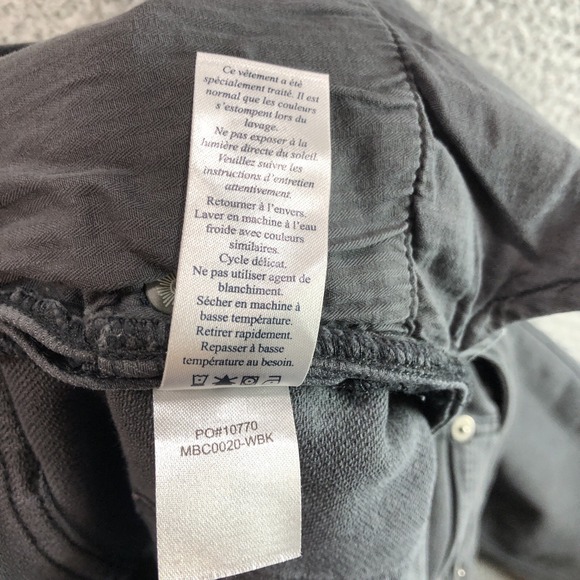 Ce vêtement a été
spécialement traité. Il est
normal que les couleurs
s'estompent lors du
lavage.
Ne pas exposer à la
lumière directe du soleil.
Veuillez suivre les
instructions d'entretien
attentivement.
Retourner à l'envers.
Laver en machine à l'eau
froide avec couleurs
similaires.
Cycle délicat.
Ne pas utiliser agent de
blanchiment.
Sécher en machine à
basse température.
Retirer rapidement.
Repasser à basse
température au besoin.
PO#10770
MBC0020-WBK